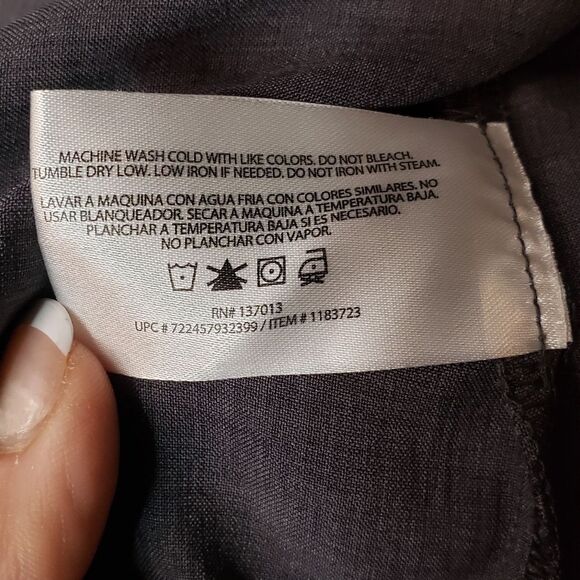 MACHINE WASH COLD WITH LIKE COLORS. DO NOT BLEACH.
TUMBLE DRY LOW. LOW IRON IF NEEDED. DO NOT IRON WITH STEAM.
LAVAR A MAQUINA CON AGUA FRIA CON COLORES SIMILARES. NO
USAR BLANQUEADOR. SECAR A MAQUINA A TEMPERATURA BAJA.
PLANCHAR A TEMPERATURA BAJA SI ES NECESARIO.
NO PLANCHAR CON VAPOR.
RN# 137013
UPC # 722457932399 / ITEM # 1183723